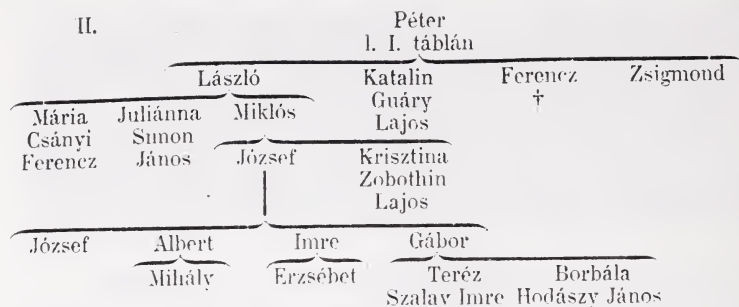 II. Péter
l. I. táblán
László Katalin Ferencz Zsigmond
Guáry †
Lajos
Mária Juliánna Miklós
Csányi Simon
Ferencz János
József Krisztina
Zobothin
Lajos
József Albert Imre Gábor
Mihály Erzsébet Teréz Borbála
Szalay Imre Hodászy János